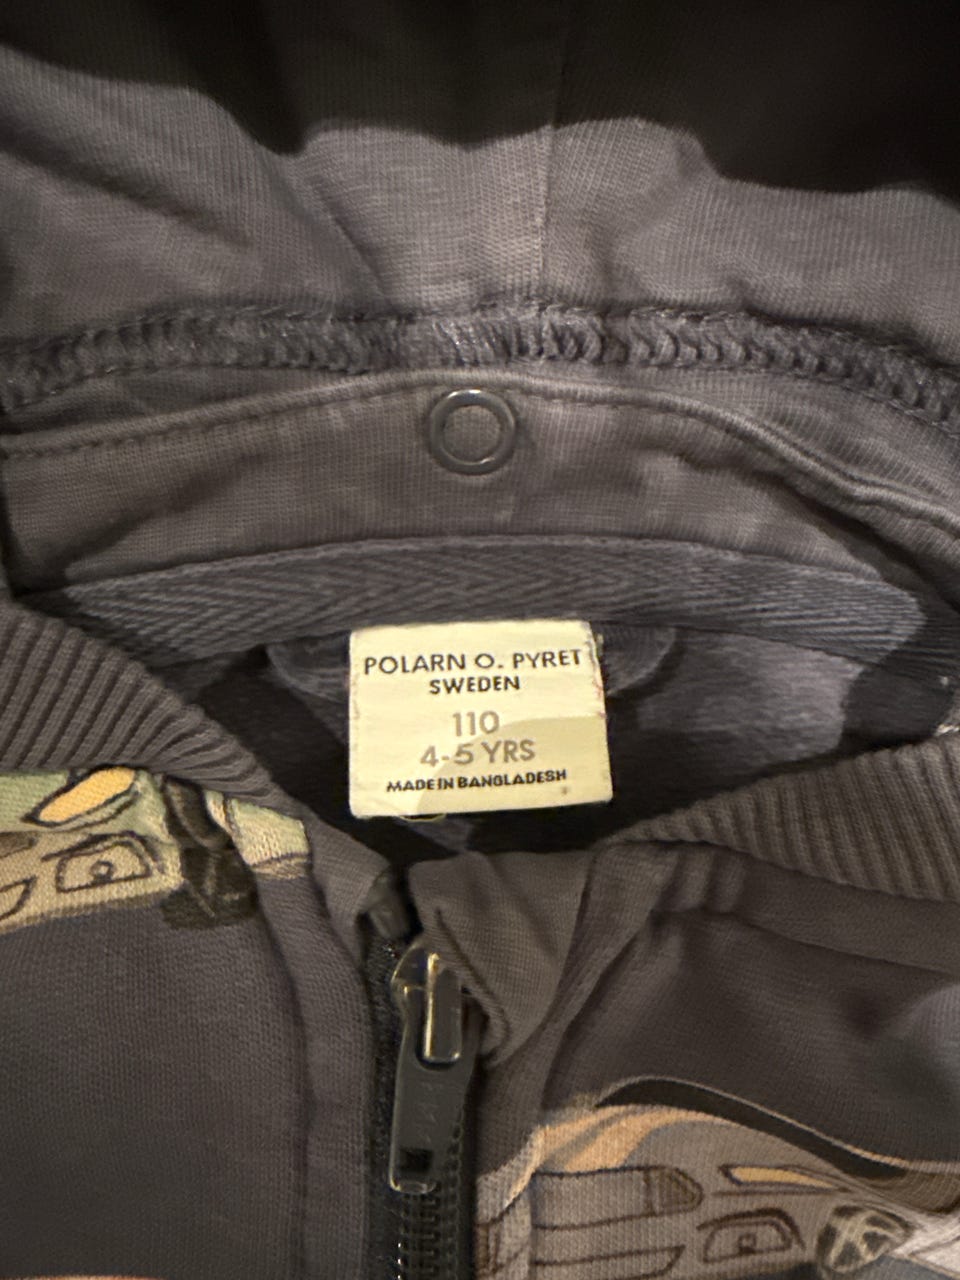 POLARN O. PYRET
SWEDEN
110
4-5 YRS
MADE IN BANGLADESH